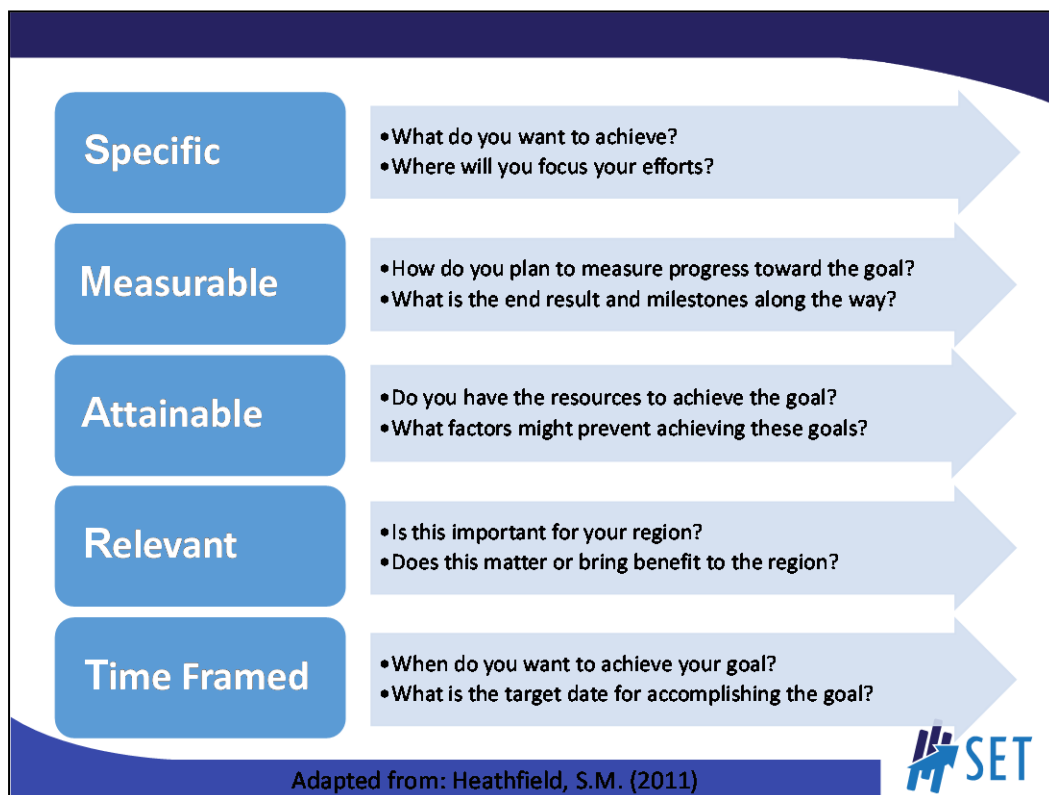 Specific
•What do you want to achieve?
•Where will you focus your efforts?
Measurable
•How do you plan to measure progress toward the goal?
•What is the end result and milestones along the way?
Attainable
•Do you have the resources to achieve the goal?
•What factors might prevent achieving these goals?
Relevant
•Is this important for your region?
•Does this matter or bring benefit to the region?
Time Framed
•When do you want to achieve your goal?
•What is the target date for accomplishing the goal?
Adapted from: Heathfield, S.M. (2011)
SET